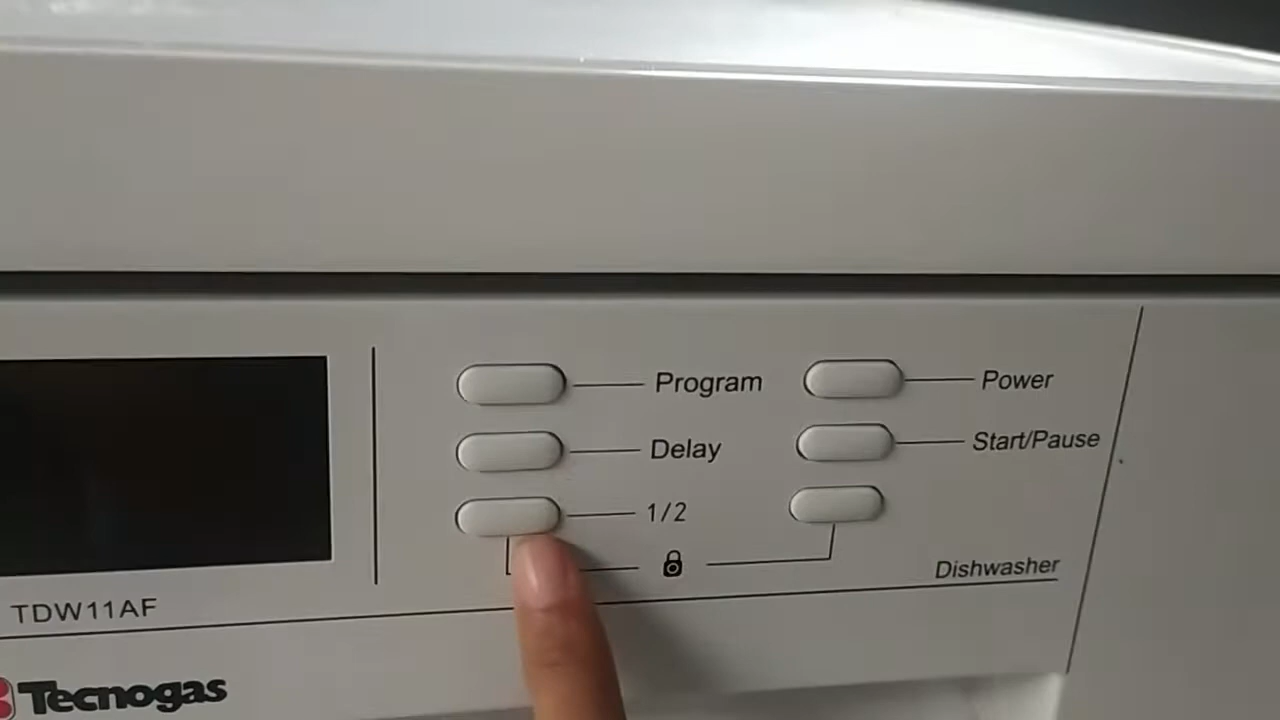 Program
Power
Delay
Start/Pause
1/2
Dishwasher
TDW11AF
Tecnogas